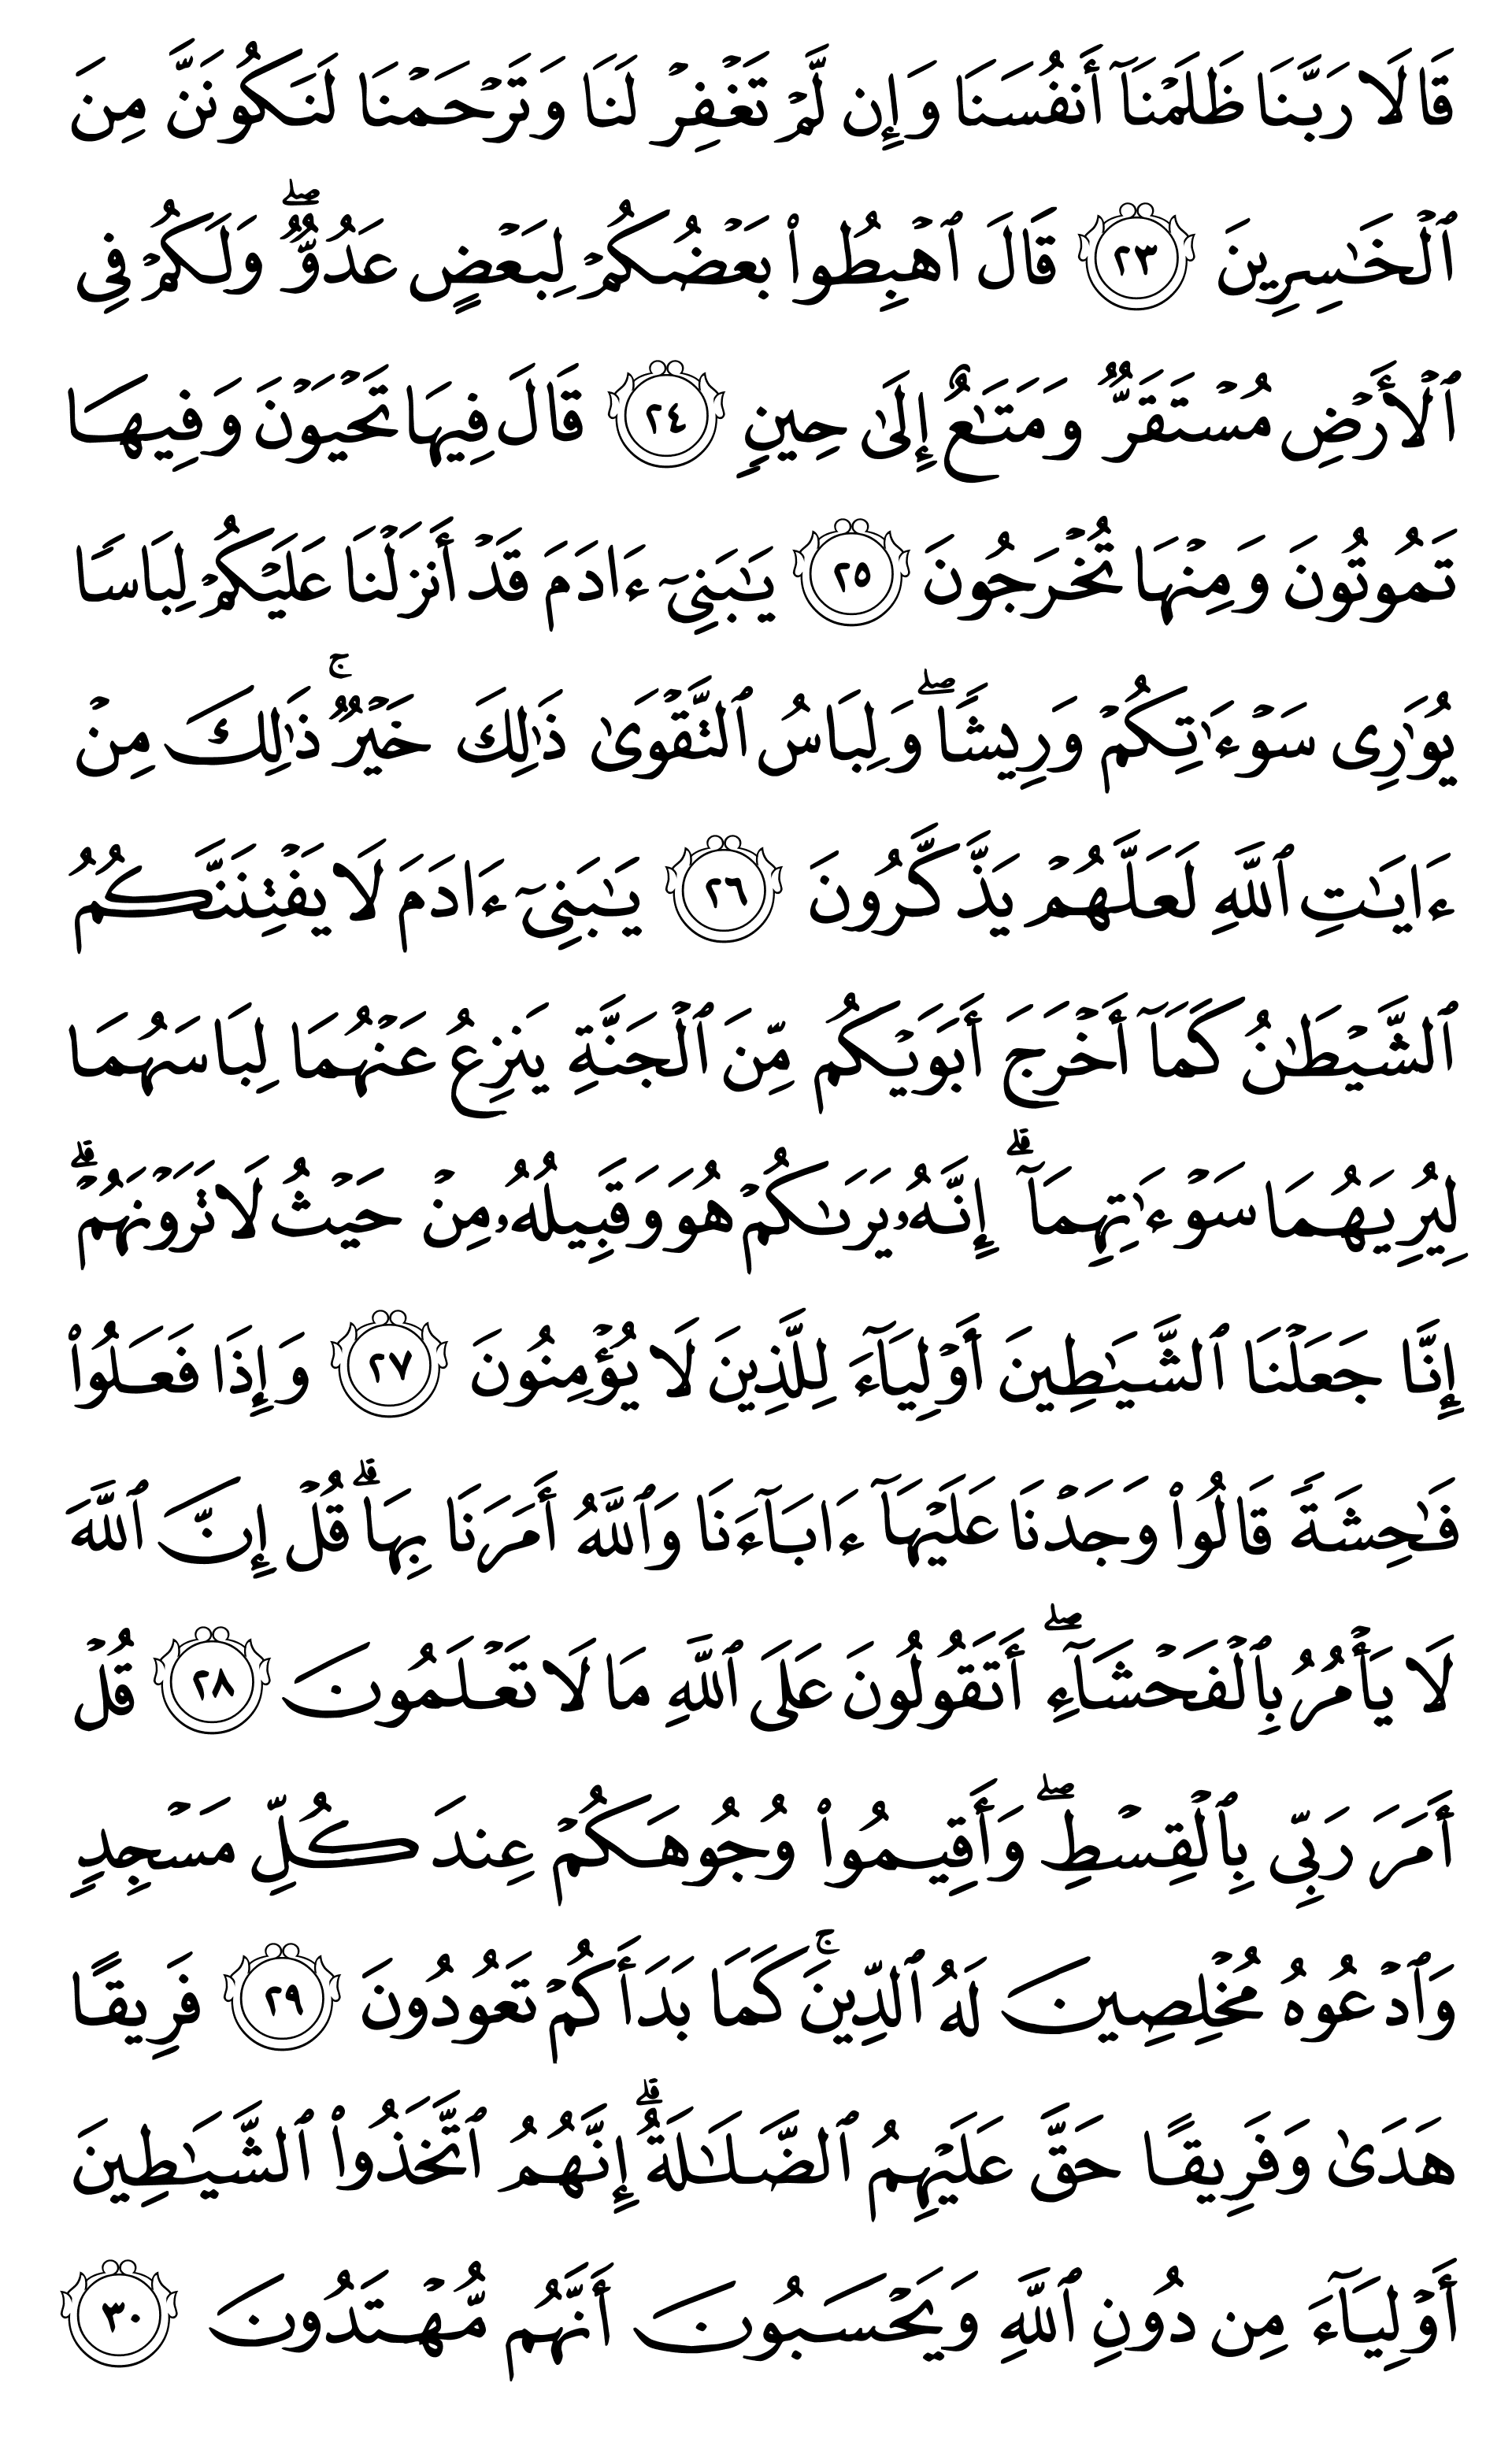 قَالَا رَبَّنَا ظَلَمۡنَآ أَنفُسَنَا وَإِن لَّمۡ تَغۡفِرۡ لَنَا وَتَرۡحَمۡنَا لَنَكُونَنَّ مِنَ
ٱلۡخَٰسِرِينَ ٢٣ قَالَ ٱهۡبِطُواْ بَعۡضُكُمۡ لِبَعۡضٍ عَدُوّٞۖ وَلَكُمۡ فِي
ٱلۡأَرۡضِ مُسۡتَقَرّٞ وَمَتَٰعٌ إِلَىٰ حِينٖ ٢٤ قَالَ فِيهَا تَحۡيَوۡنَ وَفِيهَا
تَمُوتُونَ وَمِنۡهَا تُخۡرَجُونَ ٢٥ يَٰبَنِيٓ ءَادَمَ قَدۡ أَنزَلۡنَا عَلَيۡكُمۡ لِبَاسٗا
يُوَٰرِي سَوۡءَٰتِكُمۡ وَرِيشٗاۖ وَلِبَاسُ ٱلتَّقۡوَىٰ ذَٰلِكَ خَيۡرٞۚ ذَٰلِكَ مِنۡ
ءَايَٰتِ ٱللَّهِ لَعَلَّهُمۡ يَذَّكَّرُونَ ٢٦ يَٰبَنِيٓ ءَادَمَ لَا يَفۡتِنَنَّكُمُ
ٱلشَّيۡطَٰنُ كَمَآ أَخۡرَجَ أَبَوَيۡكُم مِّنَ ٱلۡجَنَّةِ يَنزِعُ عَنۡهُمَا لِبَاسَهُمَا
لِيُرِيَهُمَا سَوۡءَٰتِهِمَآۗ إِنَّهُۥ يَرَىٰكُمۡ هُوَ وَقَبِيلُهُۥ مِنۡ حَيۡثُ لَا تَرَوۡنَهُمۡۗ
إِنَّا جَعَلۡنَا ٱلشَّيَٰطِينَ أَوۡلِيَآءَ لِلَّذِينَ لَا يُؤۡمِنُونَ ٢٧ وَإِذَا فَعَلُواْ
فَٰحِشَةٗ قَالُواْ وَجَدۡنَا عَلَيۡهَآ ءَابَآءَنَا وَٱللَّهُ أَمَرَنَا بِهَاۗ قُلۡ إِنَّ ٱللَّهَ
لَا يَأۡمُرُ بِٱلۡفَحۡشَآءِۖ أَتَقُولُونَ عَلَى ٱللَّهِ مَا لَا تَعۡلَمُونَ ٢٨ قُلۡ
أَمَرَ رَبِّي بِٱلۡقِسۡطِۖ وَأَقِيمُواْ وُجُوهَكُمۡ عِندَ كُلِّ مَسۡجِدٖ
وَٱدۡعُوهُ مُخۡلِصِينَ لَهُ ٱلدِّينَۚ كَمَا بَدَأَكُمۡ تَعُودُونَ ٢٩ فَرِيقًا
هَدَىٰ وَفَرِيقًا حَقَّ عَلَيۡهِمُ ٱلضَّلَٰلَةُۗ إِنَّهُمُ ٱتَّخَذُواْ ٱلشَّيَٰطِينَ
أَوۡلِيَآءَ مِن دُونِ ٱللَّهِ وَيَحۡسَبُونَ أَنَّهُم مُّهۡتَدُونَ ٣٠